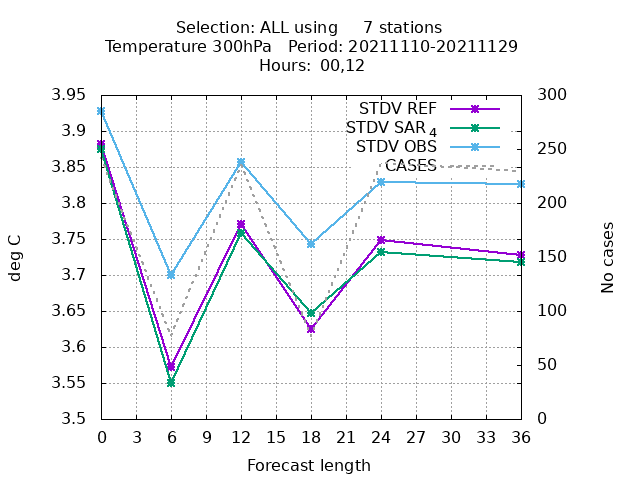 Selection: ALL using 7 stations
Temperature 300hPa Period: 20211110-20211129
Hours: 00,12
STDV REF
STDV SAR4
STDV OBS
CASES
3.95
3.9
3.85
3.8
3.75
3.7
3.65
3.6
3.55
3.5
deg C
300
250
200
150
100
50
0
No cases
0 3 6 9 12 15 18 21 24 27 30 33 36
Forecast length